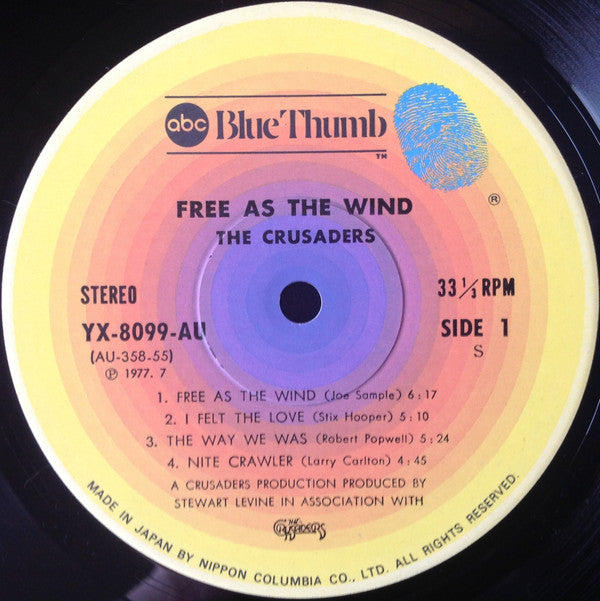 abc Blue Thumb
TM
®
FREE AS THE WIND
THE CRUSADERS
STEREO
33 1/3 RPM
YX-8099-AU
SIDE 1
(AU-358-55)
S
Ⓟ 1977. 7
1. FREE AS THE WIND (Joe Sample) 6:17
2. I FELT THE LOVE (Stix Hooper) 5:10
3. THE WAY WE WAS (Robert Popwell) 5:24
4. NITE CRAWLER (Larry Carlton) 4:45
A CRUSADERS PRODUCTION PRODUCED BY
STEWART LEVINE IN ASSOCIATION WITH
THE CRUSADERS
MADE IN JAPAN BY NIPPON COLUMBIA CO., LTD. ALL RIGHTS RESERVED.